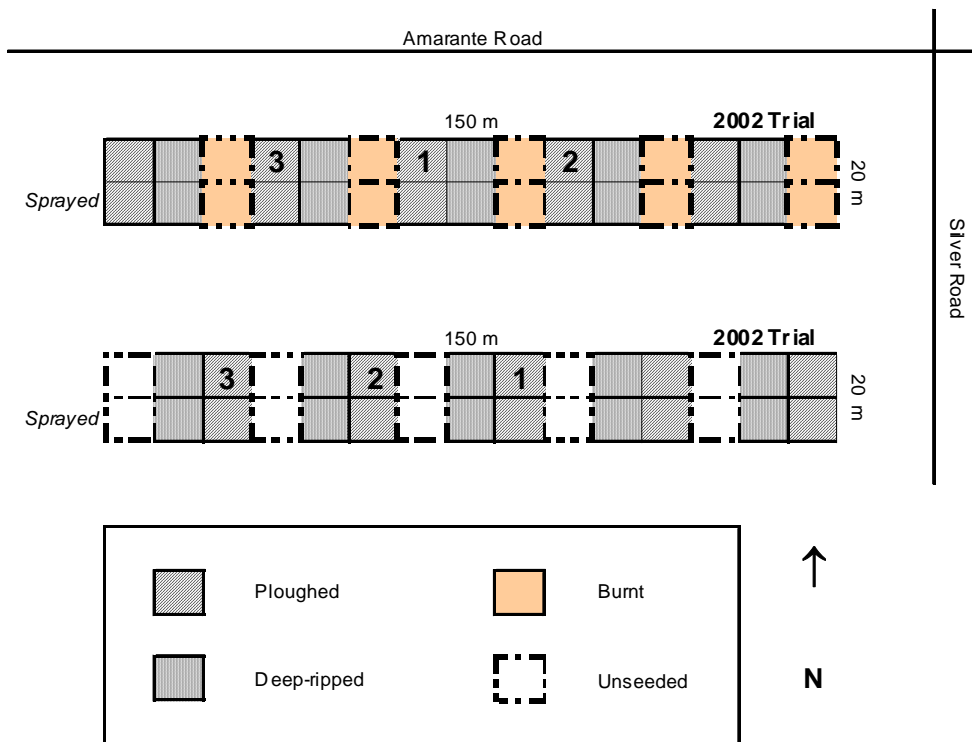 Amarante Road
150 m
2002 Trial
3
1
2
20 m
Sprayed
Silver Road
150 m
2002 Trial
3
2
1
20 m
Sprayed
Ploughed
Burnt
Deep-ripped
Unseeded
N